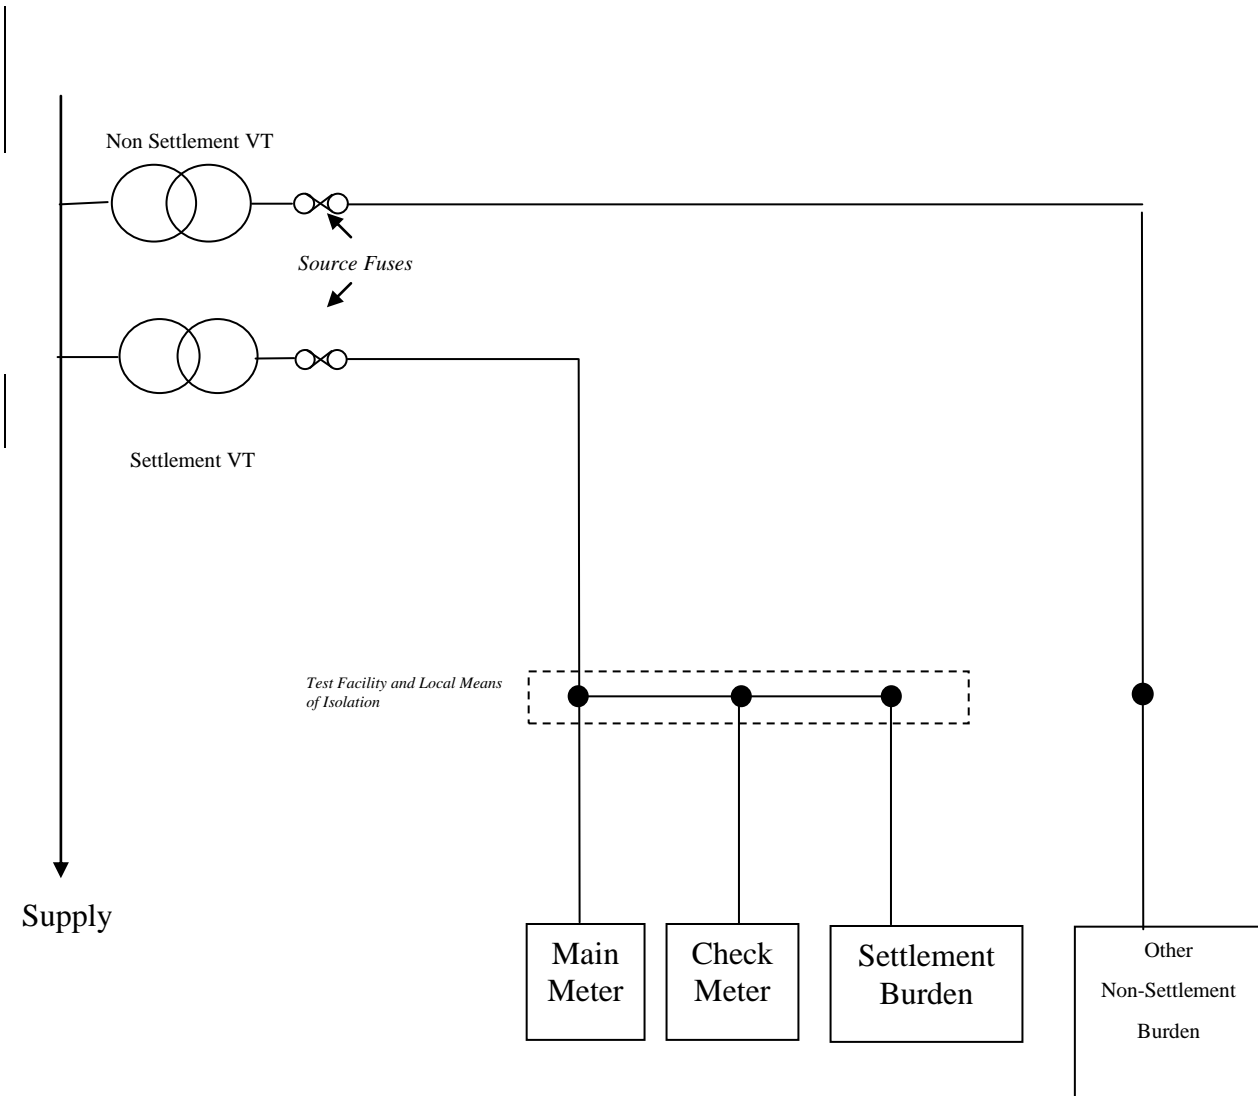 Non Settlement VT
Source Fuses
Settlement VT
Test Facility and Local Means
of Isolation
Supply
Main
Meter
Check
Meter
Settlement
Burden
Other
Non-Settlement
Burden